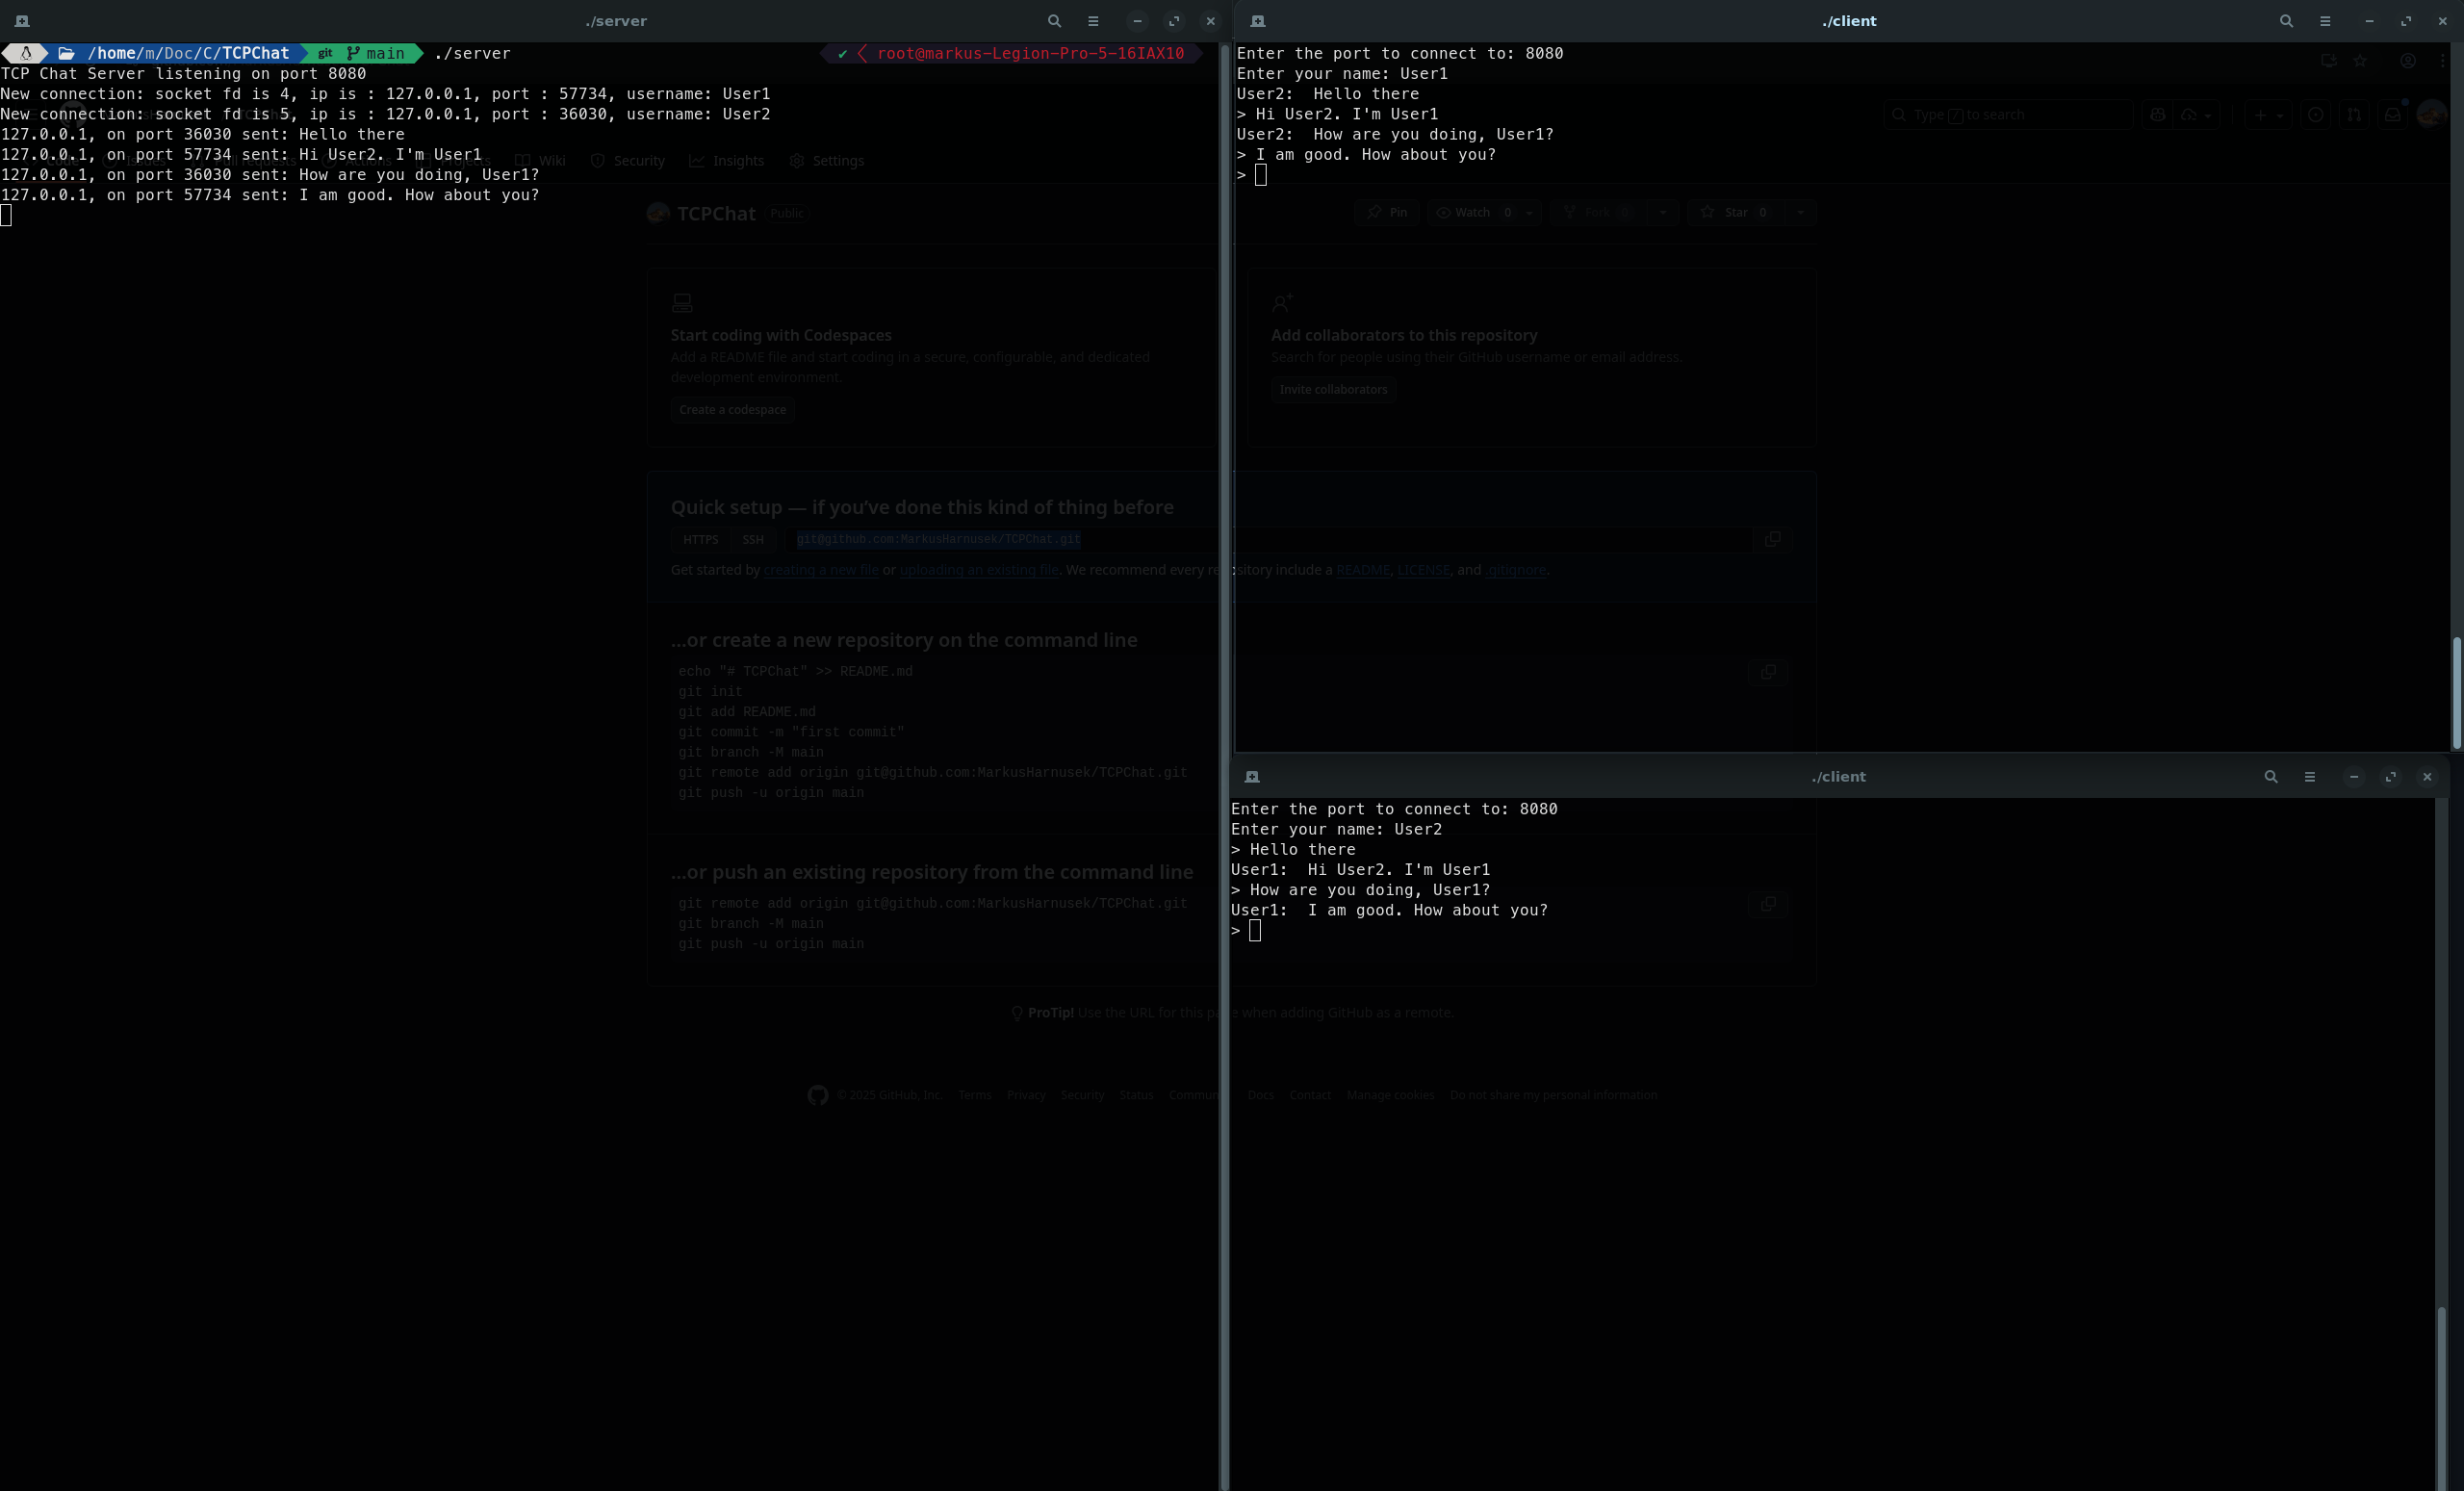 ./server
/home/m/Doc/C/TCPChat git main ./server
✔ root@markus-Legion-Pro-5-16IAX10
TCP Chat Server listening on port 8080
New connection: socket fd is 4, ip is : 127.0.0.1, port : 57734, username: User1
New connection: socket fd is 5, ip is : 127.0.0.1, port : 36030, username: User2
127.0.0.1, on port 36030 sent: Hello there
127.0.0.1, on port 57734 sent: Hi User2. I'm User1
127.0.0.1, on port 36030 sent: How are you doing, User1?
127.0.0.1, on port 57734 sent: I am good. How about you?
./client
Enter the port to connect to: 8080
Enter your name: User1
User2:  Hello there
> Hi User2. I'm User1
User2:  How are you doing, User1?
> I am good. How about you?
>
./client
Enter the port to connect to: 8080
Enter your name: User2
> Hello there
User1:  Hi User2. I'm User1
> How are you doing, User1?
User1:  I am good. How about you?
>
Type / to search
Wiki Security Insights Settings
TCPChat Public
Pin Watch 0 Fork 0 Star 0
Start coding with Codespaces
Add a README file and start coding in a secure, configurable, and dedicated
development environment.
Create a codespace
Add collaborators to this repository
Search for people using their GitHub username or email address.
Invite collaborators
Quick setup — if you've done this kind of thing before
HTTPS SSH git@github.com:MarkusHarnusek/TCPChat.git
Get started by creating a new file or uploading an existing file. We recommend every repository include a README, LICENSE, and .gitignore.
…or create a new repository on the command line
echo "# TCPChat" >> README.md
git init
git add README.md
git commit -m "first commit"
git branch -M main
git remote add origin git@github.com:MarkusHarnusek/TCPChat.git
git push -u origin main
…or push an existing repository from the command line
git remote add origin git@github.com:MarkusHarnusek/TCPChat.git
git branch -M main
git push -u origin main
ProTip! Use the URL for this page when adding GitHub as a remote.
© 2025 GitHub, Inc. Terms Privacy Security Status Docs Contact Manage cookies Do not share my personal information